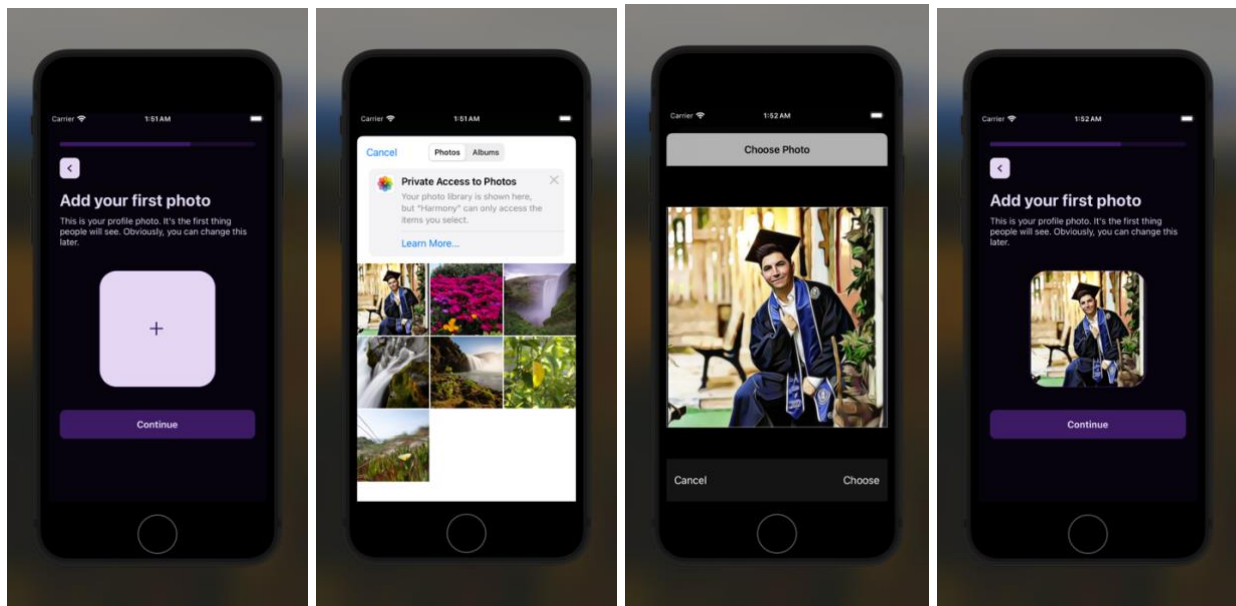 Carrier
1:51 AM
Add your first photo
This is your profile photo. It's the first thing
people will see. Obviously, you can change this
later.
+
Continue
Carrier
1:51 AM
Cancel
Photos
Albums
Private Access to Photos
Your photo library is shown here,
but "Harmony" can only access the
items you select.
Learn More...
Carrier
1:52 AM
Choose Photo
Cancel
Choose
Carrier
1:52 AM
Add your first photo
This is your profile photo. It's the first thing
people will see. Obviously, you can change this
later.
Continue